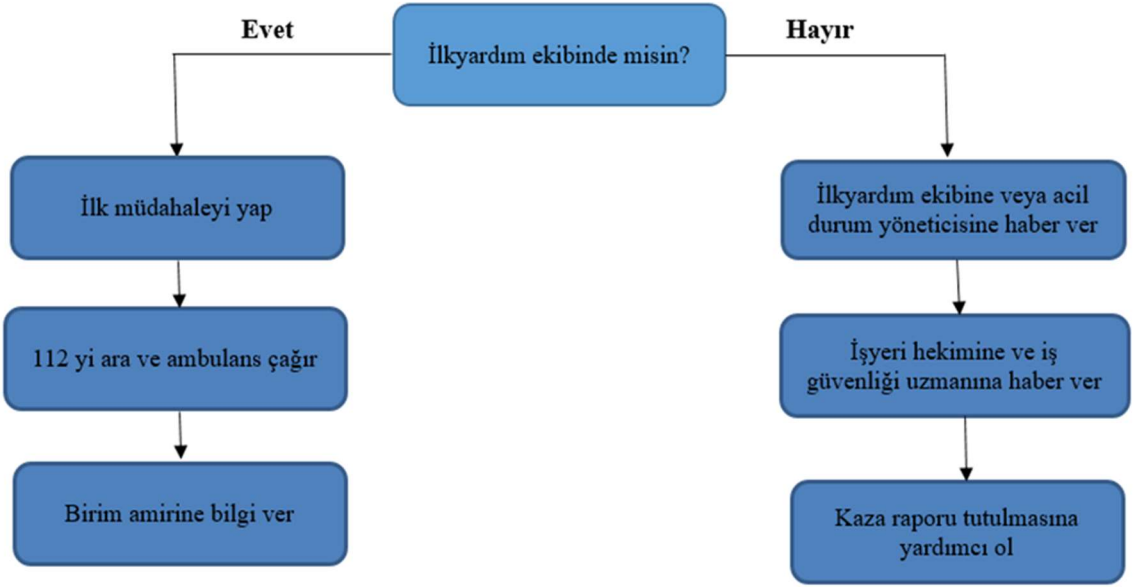 İlkyardım ekibinde misin?
Evet
Hayır
İlk müdahaleyi yap
112 yi ara ve ambulans çağır
Birim amirine bilgi ver
İlkyardım ekibine veya acil
durum yöneticisine haber ver
İşyeri hekimine ve iş
güvenliği uzmanına haber ver
Kaza raporu tutulmasına
yardımcı ol